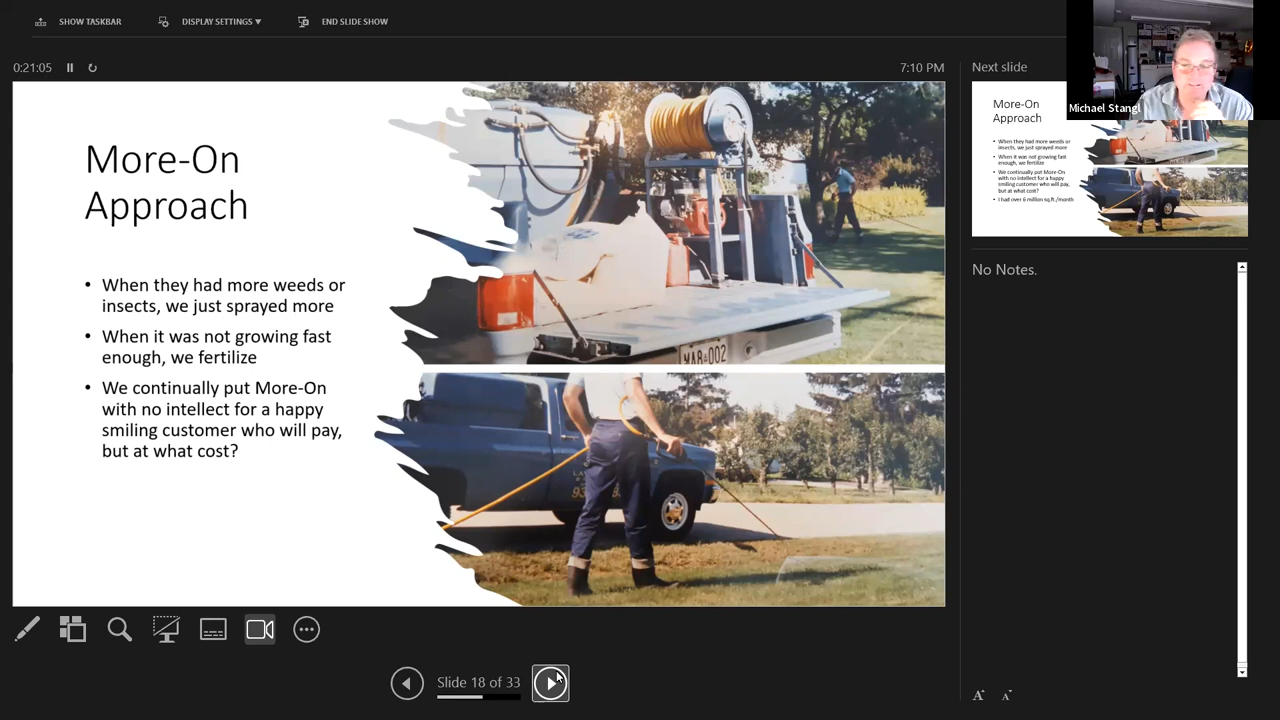 SHOW TASKBAR
DISPLAY SETTINGS ▼
END SLIDE SHOW
0:21:05
7:10 PM
More-On
Approach
• When they had more weeds or
insects, we just sprayed more
• When it was not growing fast
enough, we fertilize
• We continually put More-On
with no intellect for a happy
smiling customer who will pay,
but at what cost?
002
Slide 18 of 33
Next slide
Michael Stangl
More-On
Approach
• When they had more weeds or
insects, we just sprayed more
• When it was not growing fast
enough, we fertilize
• We continually put More-On
with no intellect for a happy
smiling customer who will pay,
but at what cost?
• I had over 6 million sq.ft./month
No Notes.
A
A